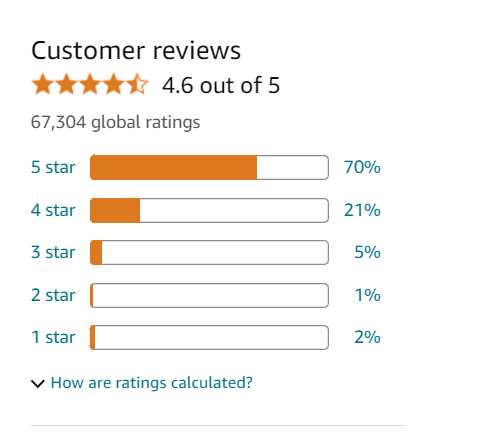 Customer reviews
4.6 out of 5
67,304 global ratings
5 star 70%
4 star 21%
3 star 5%
2 star 1%
1 star 2%
How are ratings calculated?